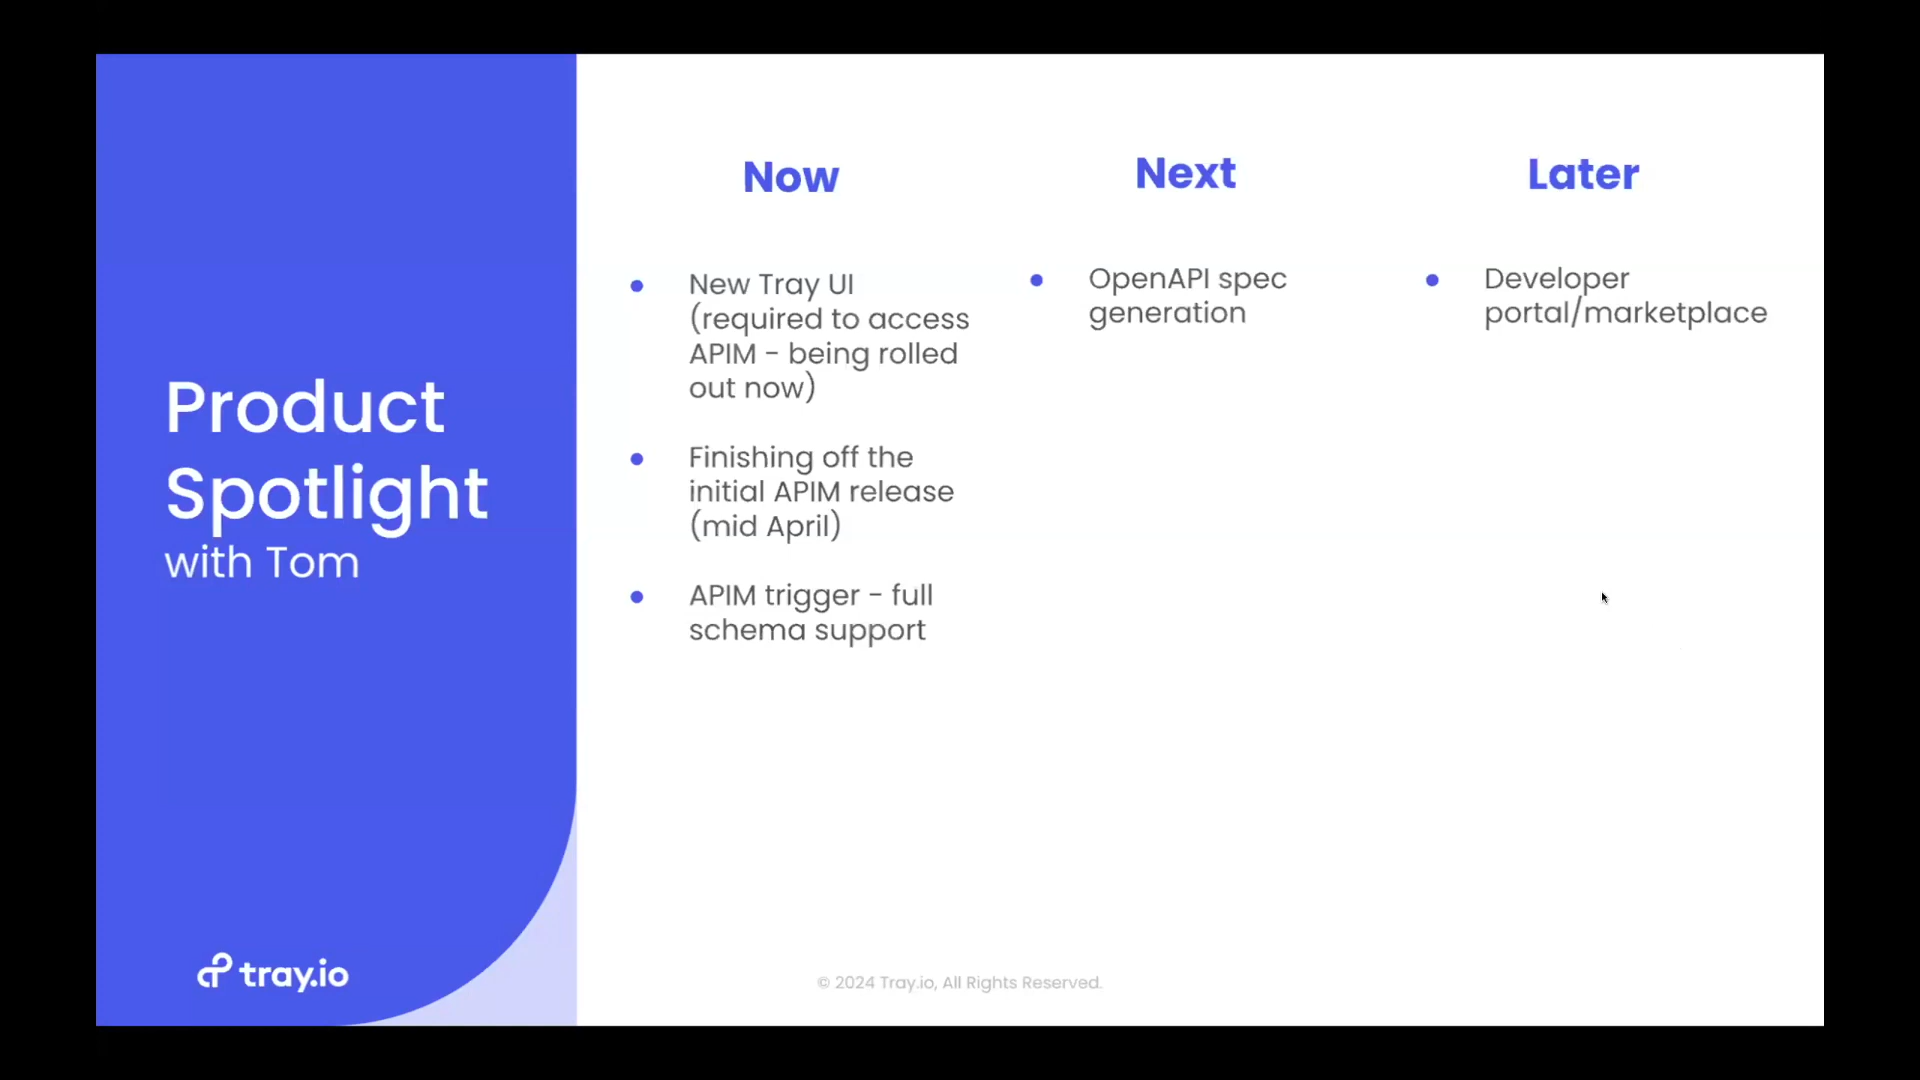 Product
Spotlight
with Tom
tray.io
Now
New Tray UI
(required to access
APIM - being rolled
out now)
Finishing off the
initial APIM release
(mid April)
APIM trigger - full
schema support
Next
OpenAPI spec
generation
Later
Developer
portal/marketplace
© 2024 Tray.io, All Rights Reserved.